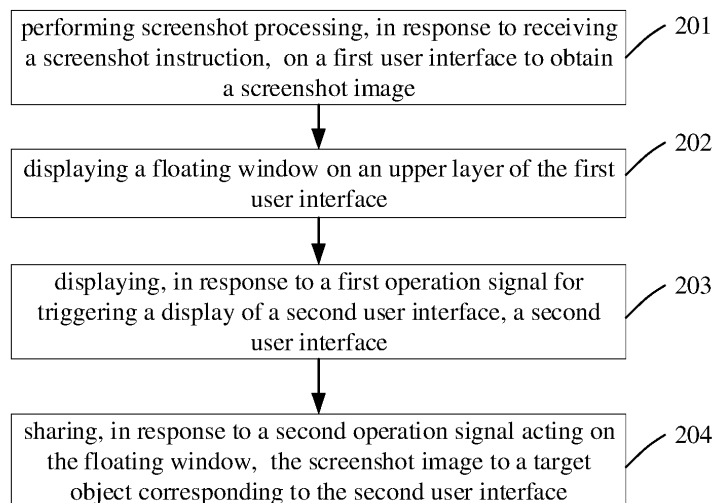 performing screenshot processing, in response to receiving
a screenshot instruction, on a first user interface to obtain
a screenshot image
201
displaying a floating window on an upper layer of the first
user interface
202
displaying, in response to a first operation signal for
triggering a display of a second user interface, a second
user interface
203
sharing, in response to a second operation signal acting on
the floating window, the screenshot image to a target
object corresponding to the second user interface
204